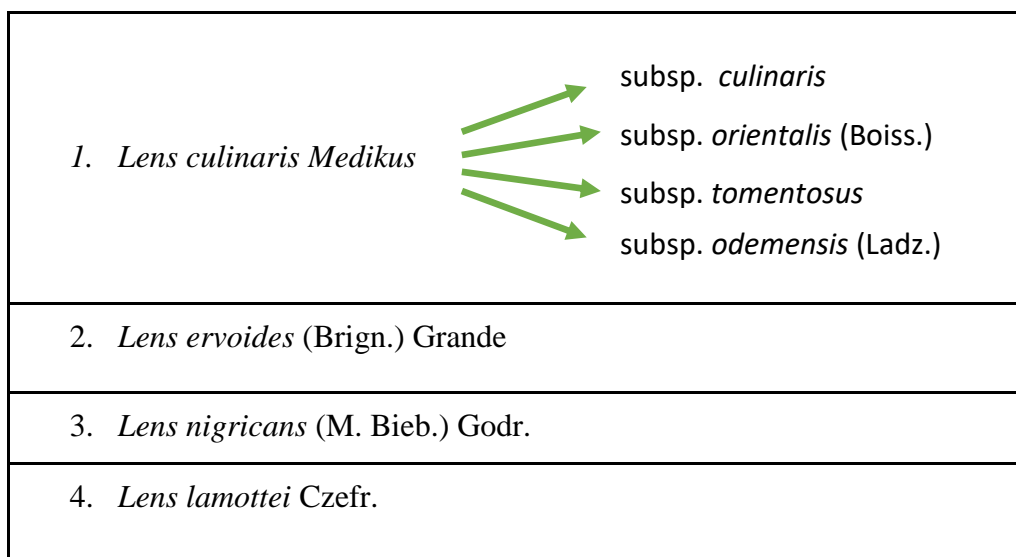 1. Lens culinaris Medikus
subsp. culinaris
subsp. orientalis (Boiss.)
subsp. tomentosus
subsp. odemensis (Ladz.)
2. Lens ervoides (Brign.) Grande
3. Lens nigricans (M. Bieb.) Godr.
4. Lens lamottei Czefr.